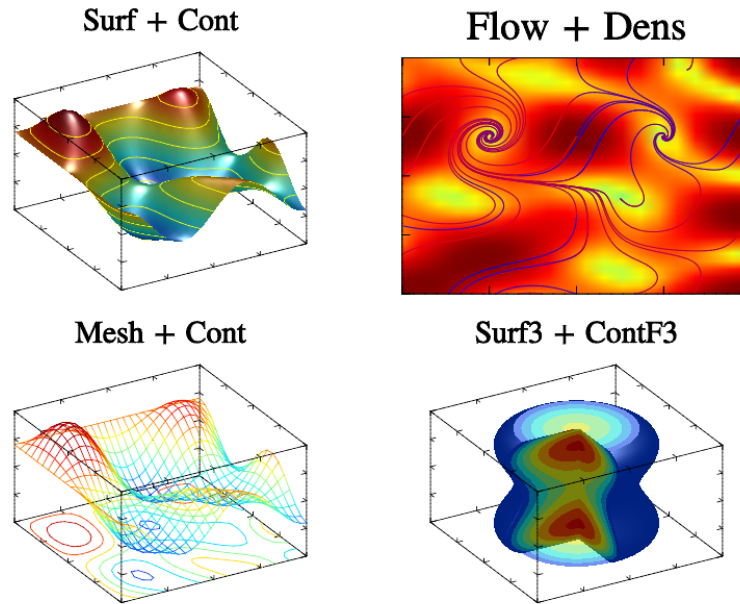 Surf + Cont
Flow + Dens
Mesh + Cont
Surf3 + ContF3